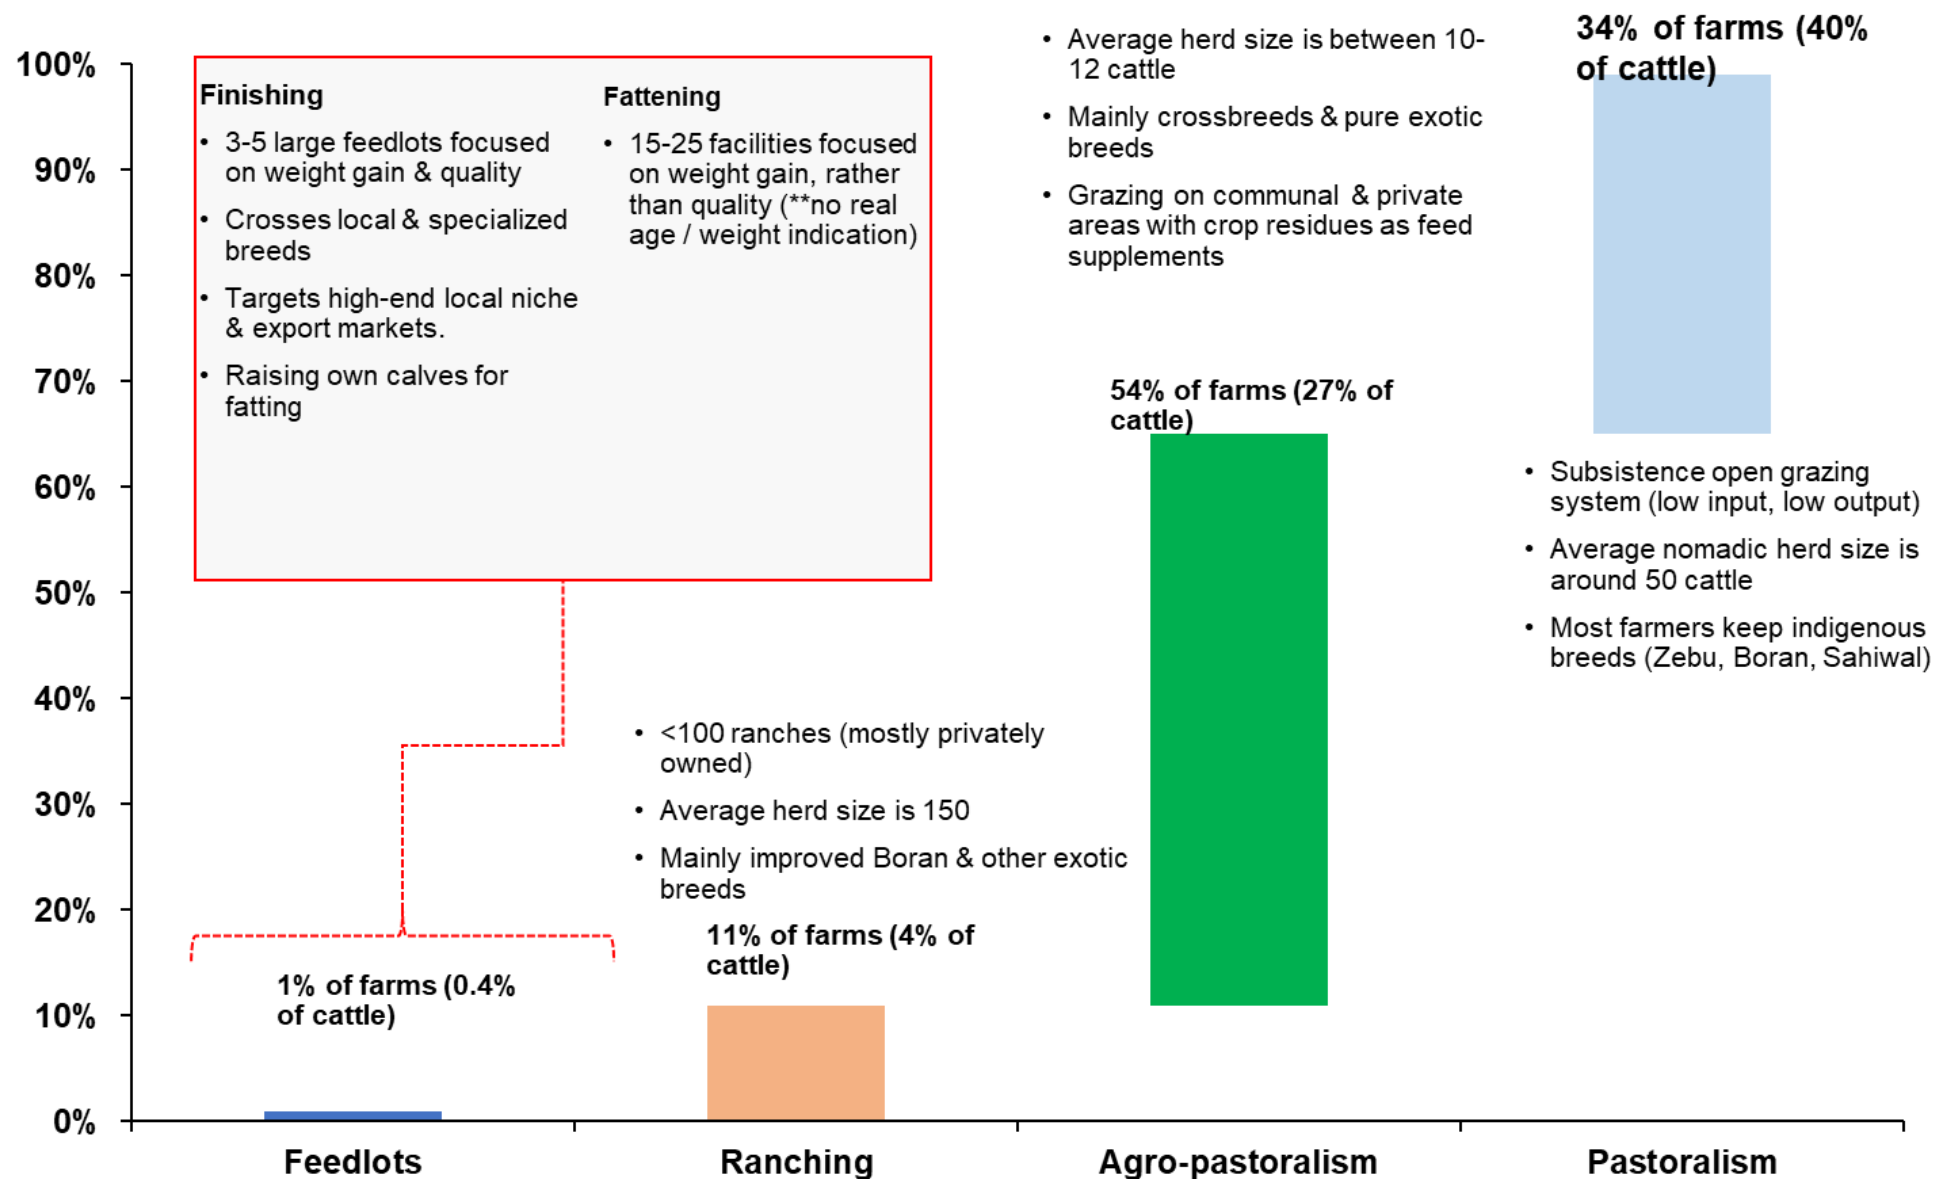 100%
90%
80%
70%
60%
50%
40%
30%
20%
10%
0%
Finishing
• 3-5 large feedlots focused
on weight gain & quality
• Crosses local & specialized
breeds
• Targets high-end local niche
& export markets.
• Raising own calves for
fatting
Fattening
• 15-25 facilities focused
on weight gain, rather
than quality (**no real
age / weight indication)
1% of farms (0.4%
of cattle)
• <100 ranches (mostly privately
owned)
• Average herd size is 150
• Mainly improved Boran & other exotic
breeds
11% of farms (4% of
cattle)
• Average herd size is between 10-
12 cattle
• Mainly crossbreeds & pure exotic
breeds
• Grazing on communal & private
areas with crop residues as feed
supplements
54% of farms (27% of
cattle)
34% of farms (40%
of cattle)
• Subsistence open grazing
system (low input, low output)
• Average nomadic herd size is
around 50 cattle
• Most farmers keep indigenous
breeds (Zebu, Boran, Sahiwal)
Feedlots
Ranching
Agro-pastoralism
Pastoralism